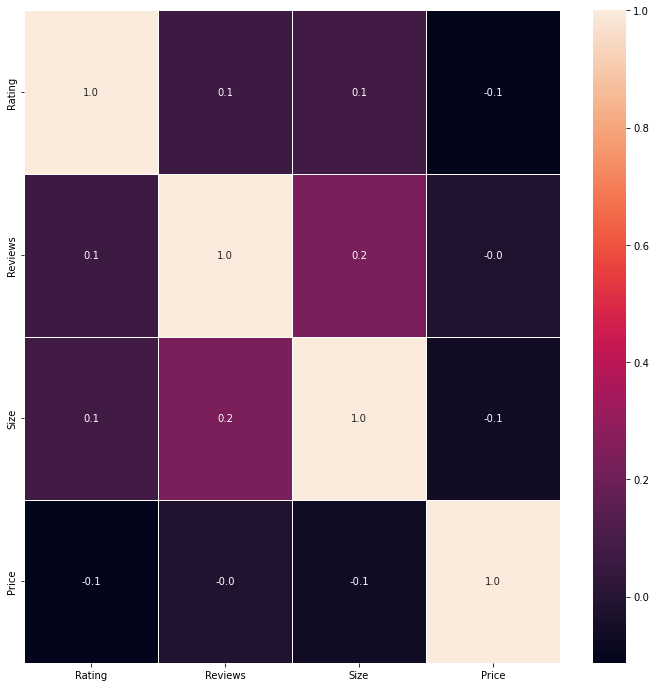 Rating 1.0 0.1 0.1 -0.1
Reviews 0.1 1.0 0.2 -0.0
Size 0.1 0.2 1.0 -0.1
Price -0.1 -0.0 -0.1 1.0
Rating Reviews Size Price
1.0
0.8
0.6
0.4
0.2
0.0